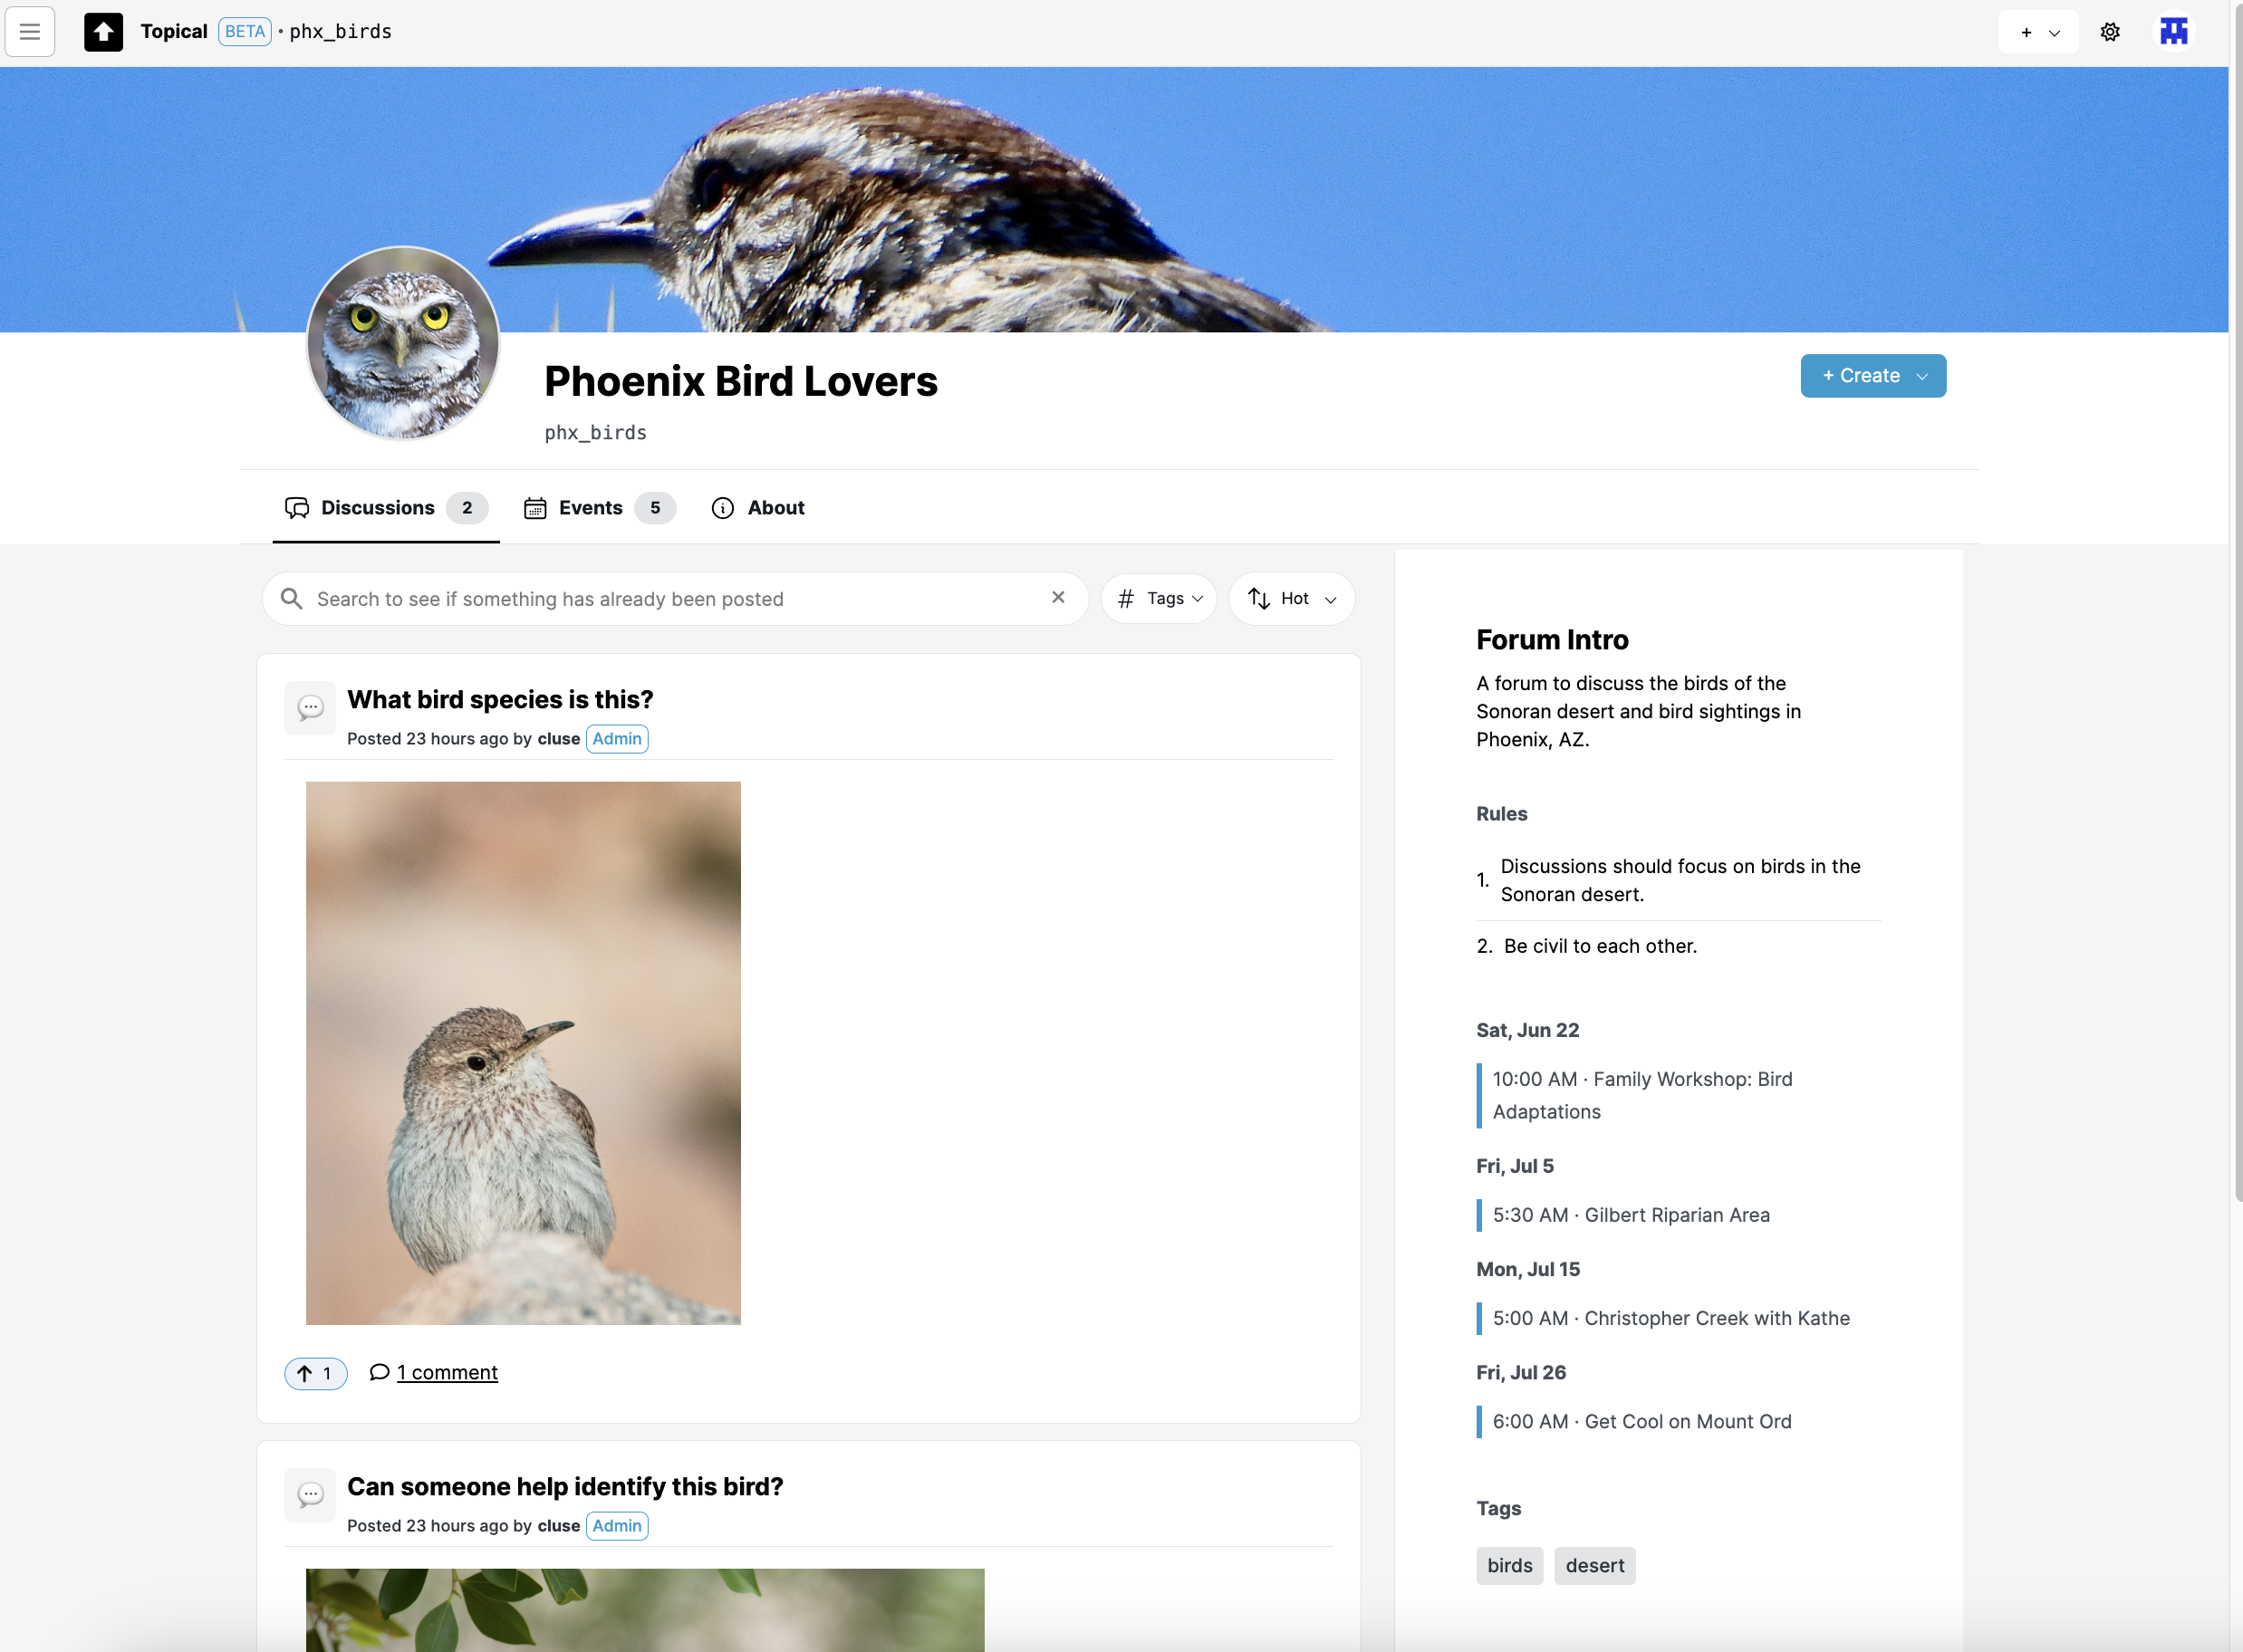 Topical BETA • phx_birds
+
Phoenix Bird Lovers
+ Create
phx_birds
Discussions 2 Events 5 About
Search to see if something has already been posted
# Tags
Hot
What bird species is this?
Posted 23 hours ago by cluse Admin
1 1 comment
Can someone help identify this bird?
Posted 23 hours ago by cluse Admin
Forum Intro
A forum to discuss the birds of the
Sonoran desert and bird sightings in
Phoenix, AZ.
Rules
1. Discussions should focus on birds in the
Sonoran desert.
2. Be civil to each other.
Sat, Jun 22
10:00 AM · Family Workshop: Bird
Adaptations
Fri, Jul 5
5:30 AM · Gilbert Riparian Area
Mon, Jul 15
5:00 AM · Christopher Creek with Kathe
Fri, Jul 26
6:00 AM · Get Cool on Mount Ord
Tags
birds desert